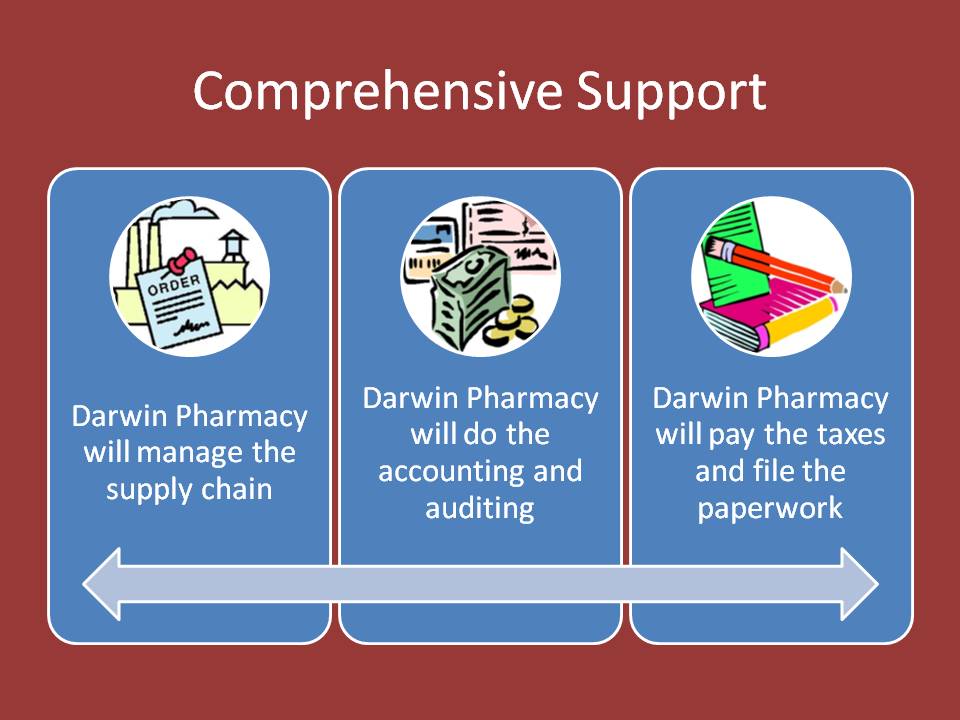 Comprehensive Support
ORDER
Darwin Pharmacy
will manage the
supply chain
Darwin Pharmacy
will do the
accounting and
auditing
Darwin Pharmacy
will pay the taxes
and file the
paperwork